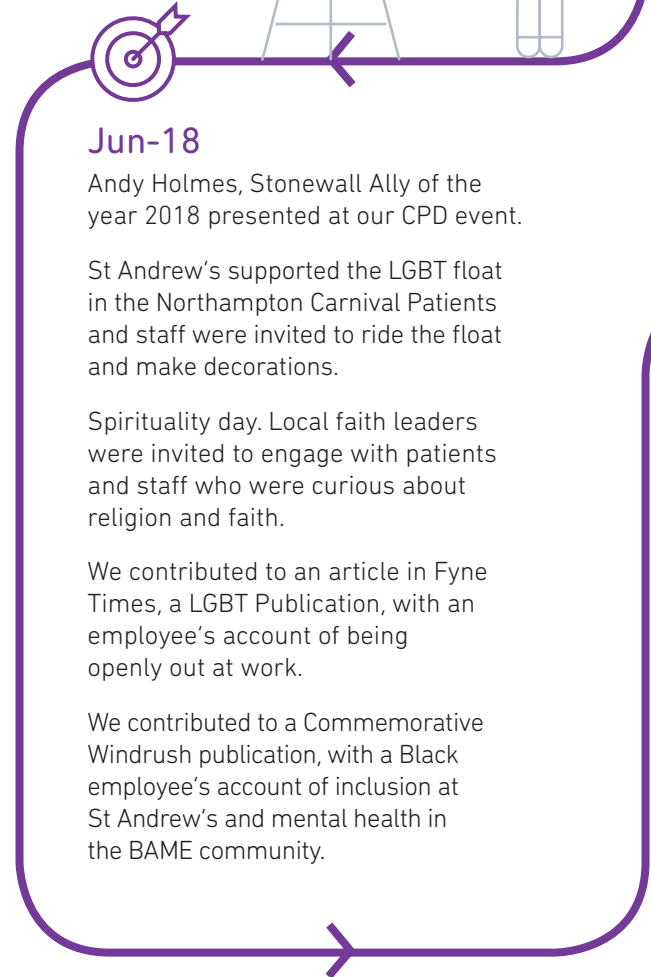 Jun-18
Andy Holmes, Stonewall Ally of the
year 2018 presented at our CPD event.
St Andrew’s supported the LGBT float
in the Northampton Carnival Patients
and staff were invited to ride the float
and make decorations.
Spirituality day. Local faith leaders
were invited to engage with patients
and staff who were curious about
religion and faith.
We contributed to an article in Fyne
Times, a LGBT Publication, with an
employee’s account of being
openly out at work.
We contributed to a Commemorative
Windrush publication, with a Black
employee’s account of inclusion at
St Andrew’s and mental health in
the BAME community.